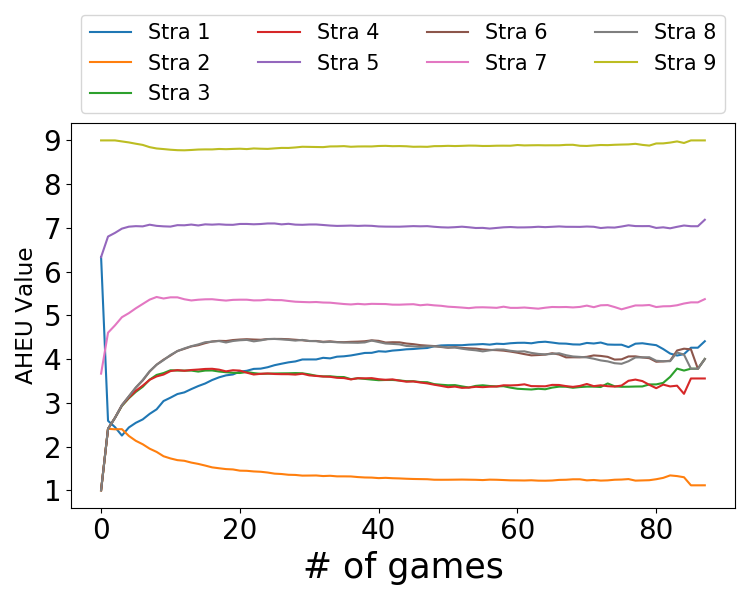 Stra 1 Stra 4 Stra 6 Stra 8
Stra 2 Stra 5 Stra 7 Stra 9
Stra 3
9
8
7
6
5
4
3
2
1
AHEU Value
0 20 40 60 80
# of games